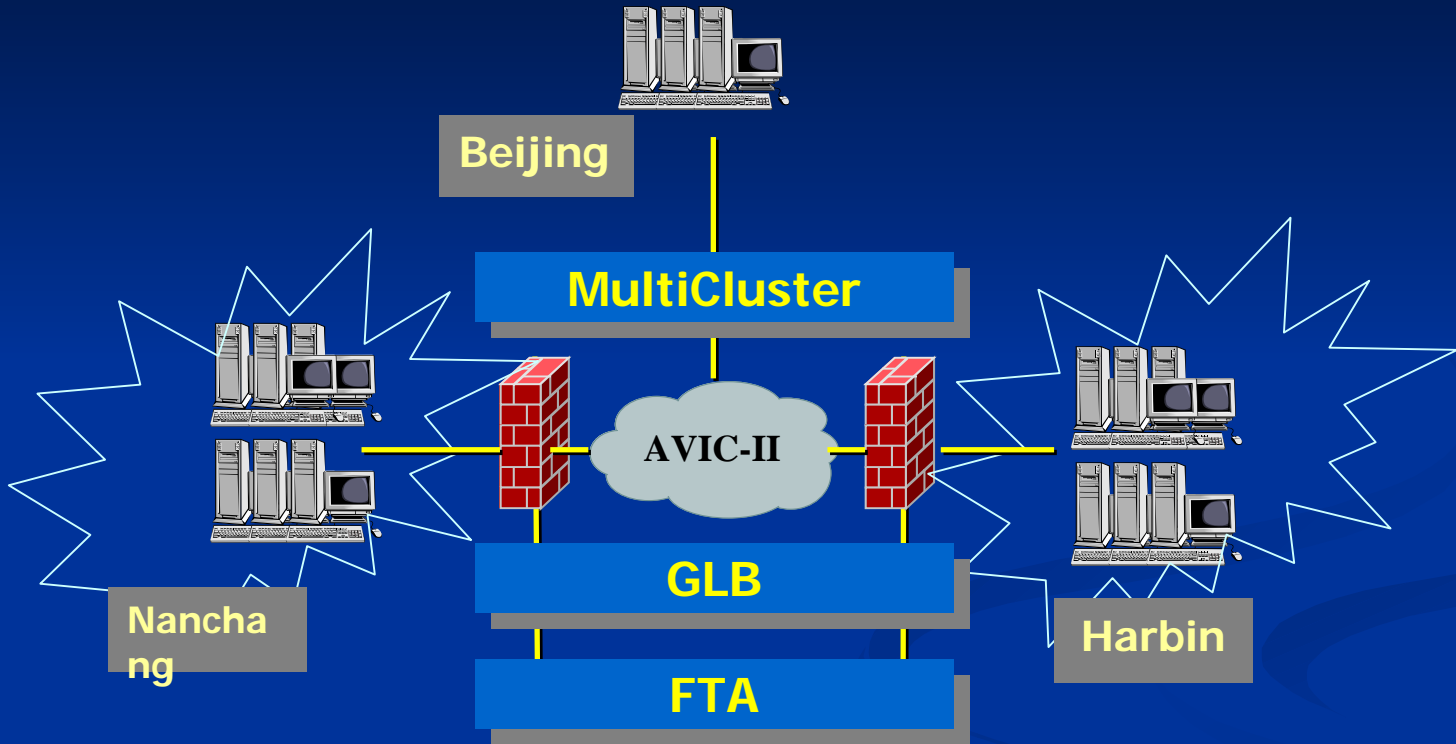 Beijing
MultiCluster
AVIC-II
GLB
Nancha
ng
Harbin
FTA